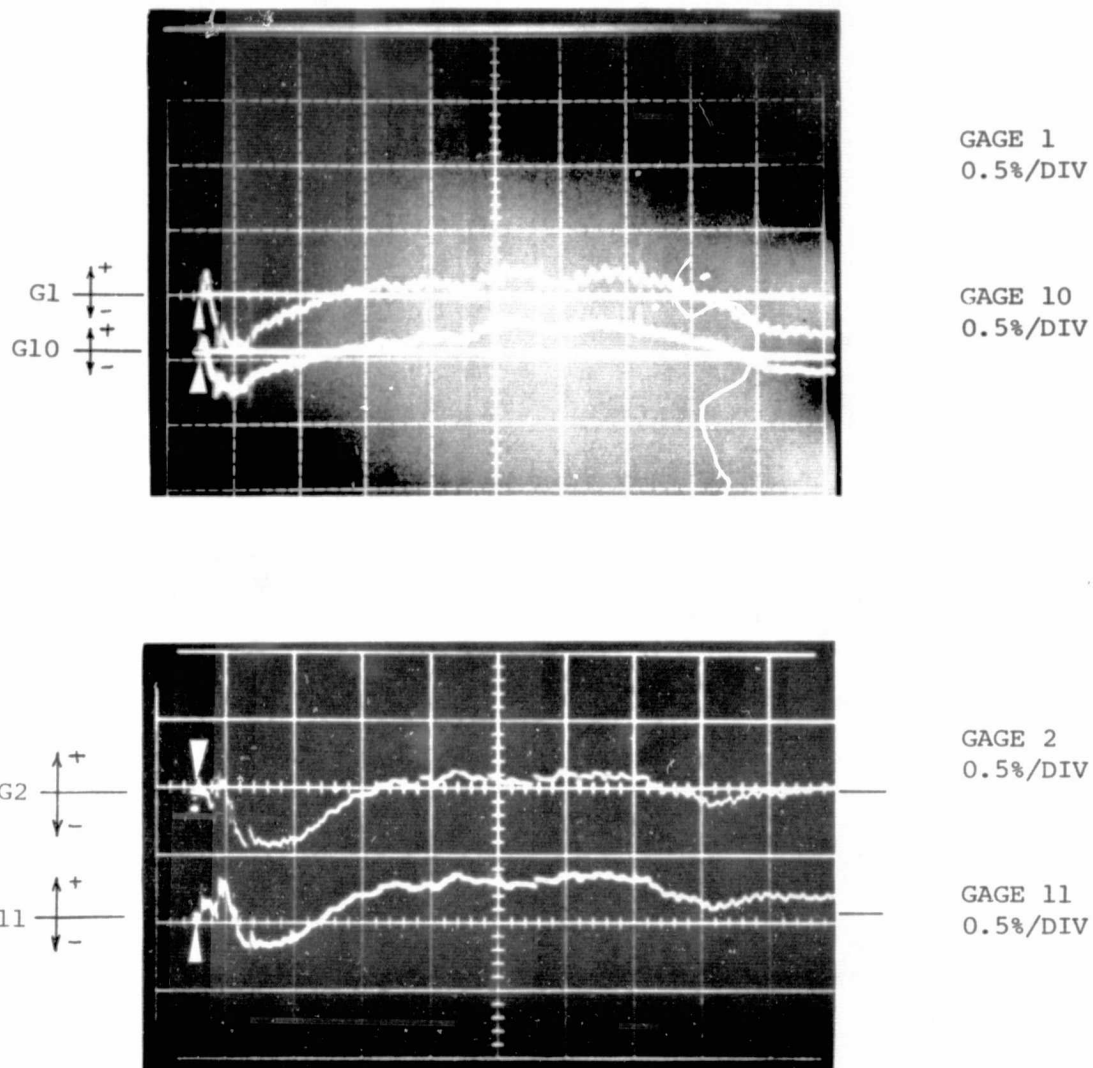 GAGE 1
0.5%/DIV
+
G1
-
GAGE 10
0.5%/DIV
+
G10
-
GAGE 2
0.5%/DIV
+
G2
-
GAGE 11
0.5%/DIV
+
11
-